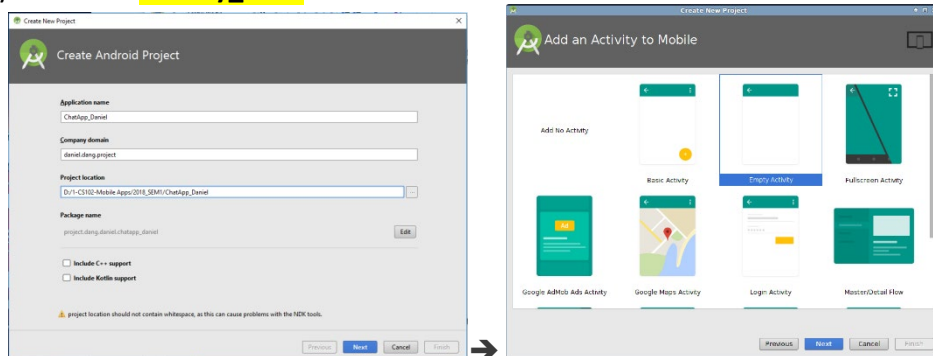 Create New Project
Create Android Project
Application name
ChatApp_Daniel
Company domain
daniel.dang.project
Project location
D:/1-CS102-Mobile Apps/2018_SEM1/ChatApp_Daniel
...
Package name
project.dang.daniel.chatapp_daniel
Edit
Include C++ support
Include Kotlin support
project location should not contain whitespace, as this can cause problems with the NDK tools.
Previous Next Cancel Finish
Create New Project
Add an Activity to Mobile
Add No Activity
Basic Activity
Empty Activity
Fullscreen Activity
Ad
Google AdMob Ads Activity
Google Maps Activity
Login Activity
Master/Detail Flow
Previous Next Cancel Finish